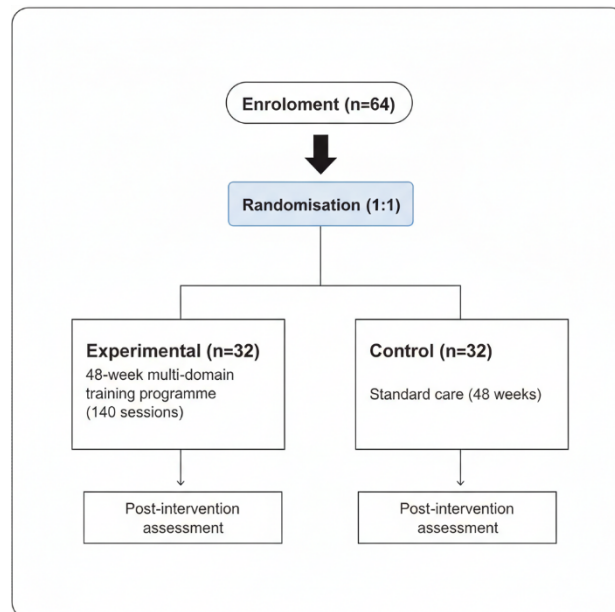 Enroloment (n=64)
Randomisation (1:1)
Experimental (n=32)
48-week multi-domain
training programme
(140 sessions)
Control (n=32)
Standard care (48 weeks)
Post-intervention
assessment
Post-intervention
assessment